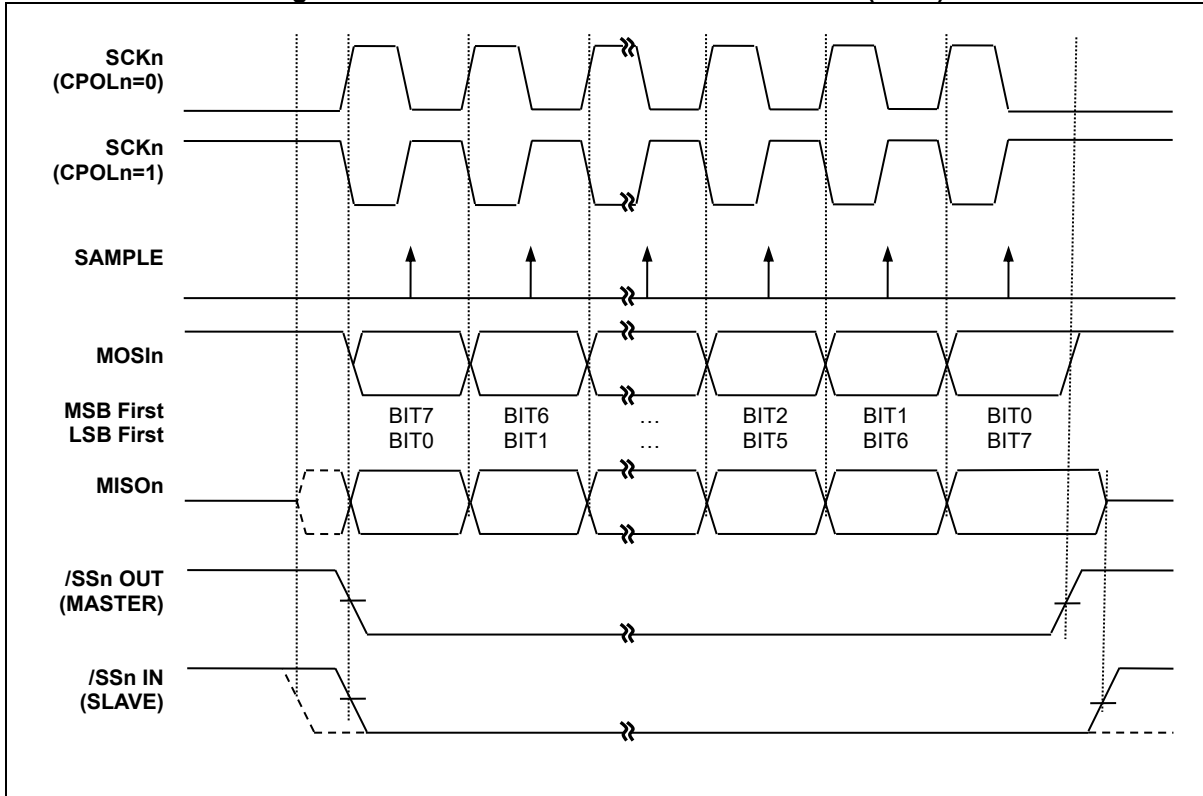 SCKn
(CPOLn=0)
SCKn
(CPOLn=1)
SAMPLE
MOSIn
MSB First
LSB First
BIT7 BIT6 … BIT2 BIT1 BIT0
BIT0 BIT1 … BIT5 BIT6 BIT7
MISOn
/SSn OUT
(MASTER)
/SSn IN
(SLAVE)